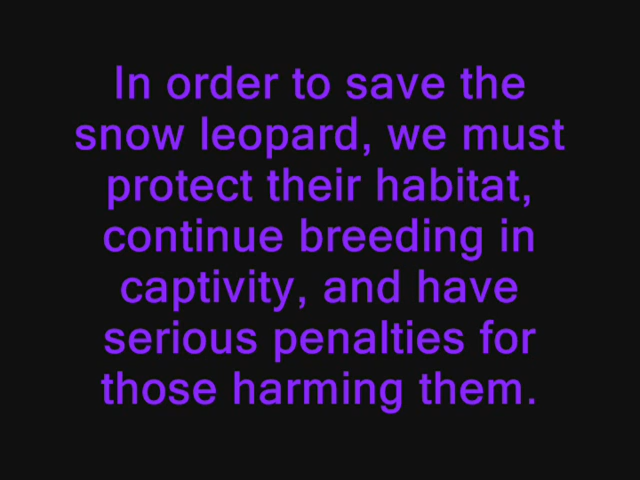 In order to save the
snow leopard, we must
protect their habitat,
continue breeding in
captivity, and have
serious penalties for
those harming them.